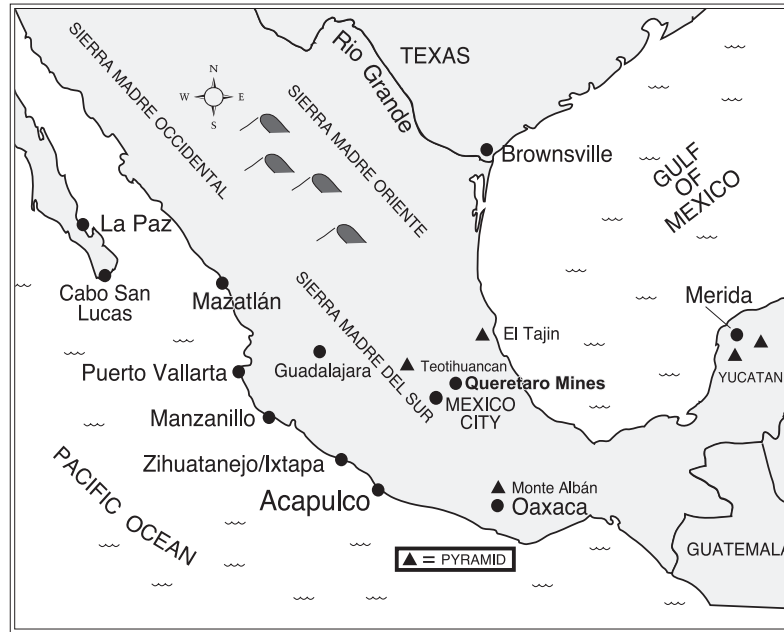 TEXAS
Rio Grande
SIERRA MADRE OCCIDENTAL
N
W E
S
SIERRA MADRE ORIENTE
Brownsville
GULF
OF
MEXICO
La Paz
Cabo San
Lucas
Mazatlán
Merida
SIERRA MADRE DEL SUR
El Tajin
Guadalajara
Teotihuancan
YUCATAN
Puerto Vallarta
Queretaro Mines
MEXICO
CITY
Manzanillo
Zihuatanejo/Ixtapa
PACIFIC OCEAN
Acapulco
Monte Albán
Oaxaca
GUATEMALA
= PYRAMID